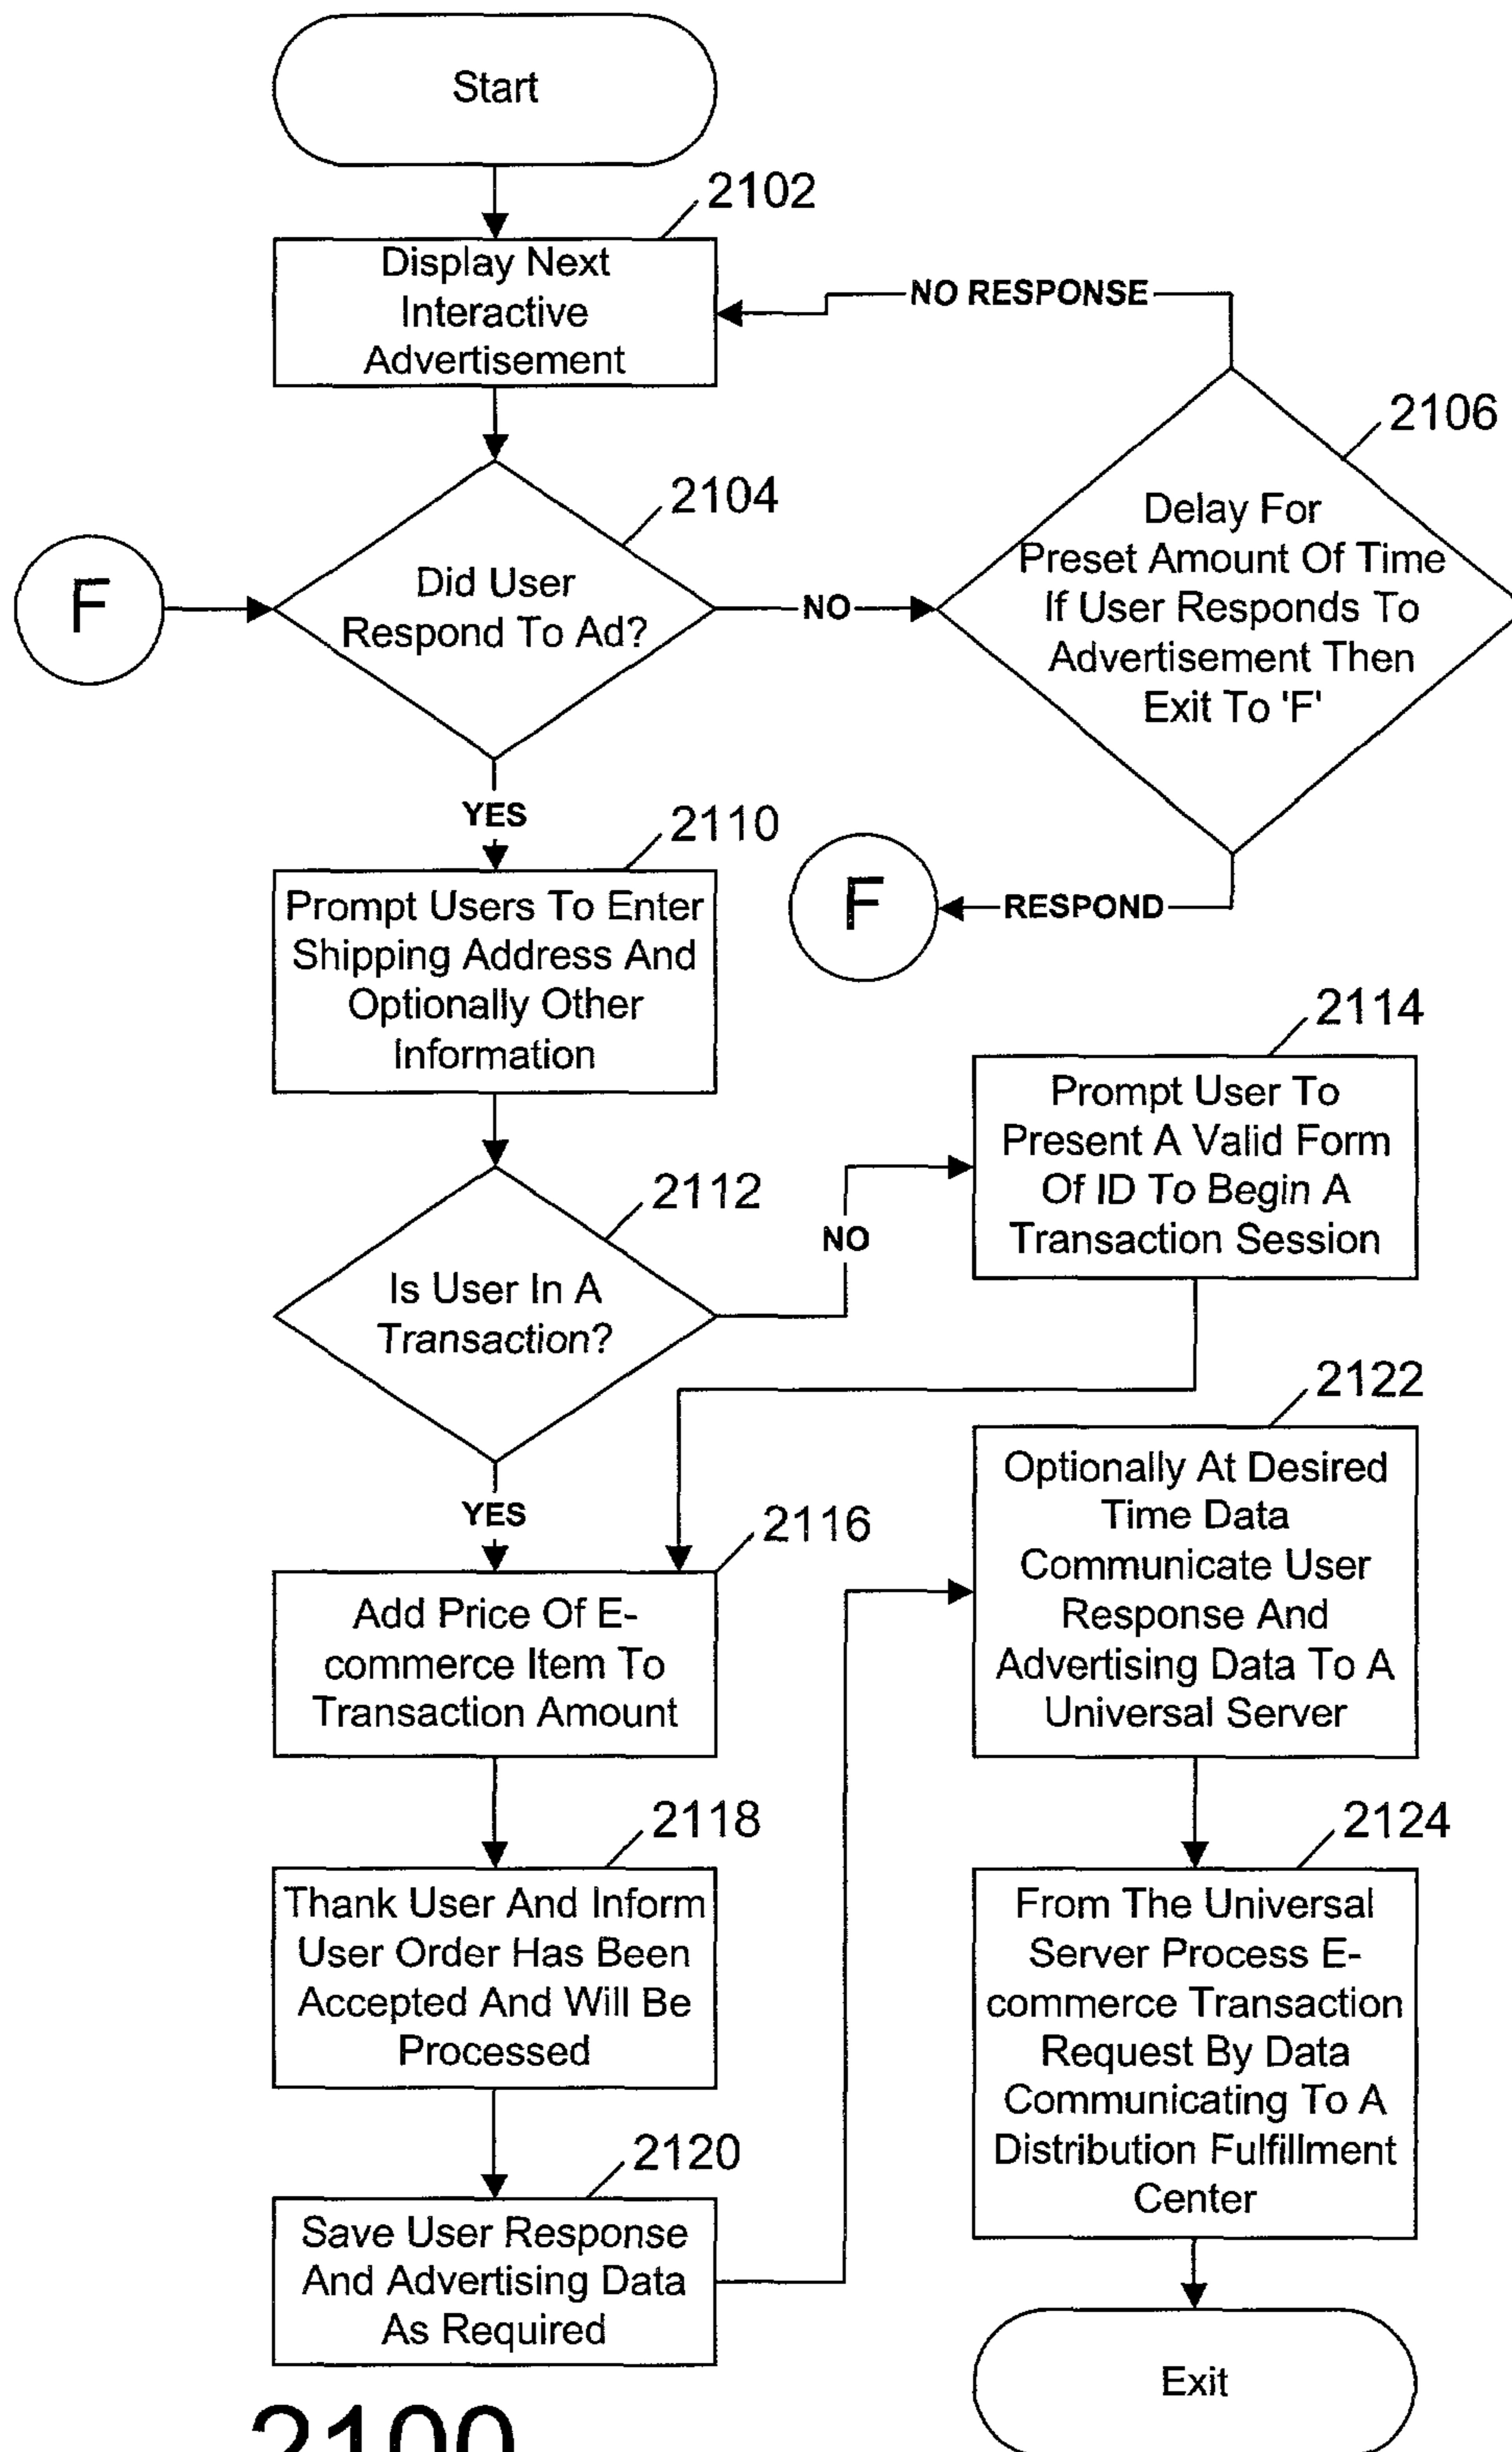 Start
2102
Display Next
Interactive
Advertisement
NO RESPONSE
2106
2104
Delay For
Preset Amount Of Time
If User Responds To
Advertisement Then
Exit To 'F'
F
Did User
Respond To Ad?
NO
YES
2110
Prompt Users To Enter
Shipping Address And
Optionally Other
Information
F
RESPOND
2114
Prompt User To
Present A Valid Form
Of ID To Begin A
Transaction Session
2112
NO
Is User In A
Transaction?
2122
Optionally At Desired
Time Data
Communicate User
Response And
Advertising Data To A
Universal Server
YES
2116
Add Price Of E-
commerce Item To
Transaction Amount
2118
Thank User And Inform
User Order Has Been
Accepted And Will Be
Processed
2124
From The Universal
Server Process E-
commerce Transaction
Request By Data
Communicating To A
Distribution Fulfillment
Center
2120
Save User Response
And Advertising Data
As Required
Exit
2100